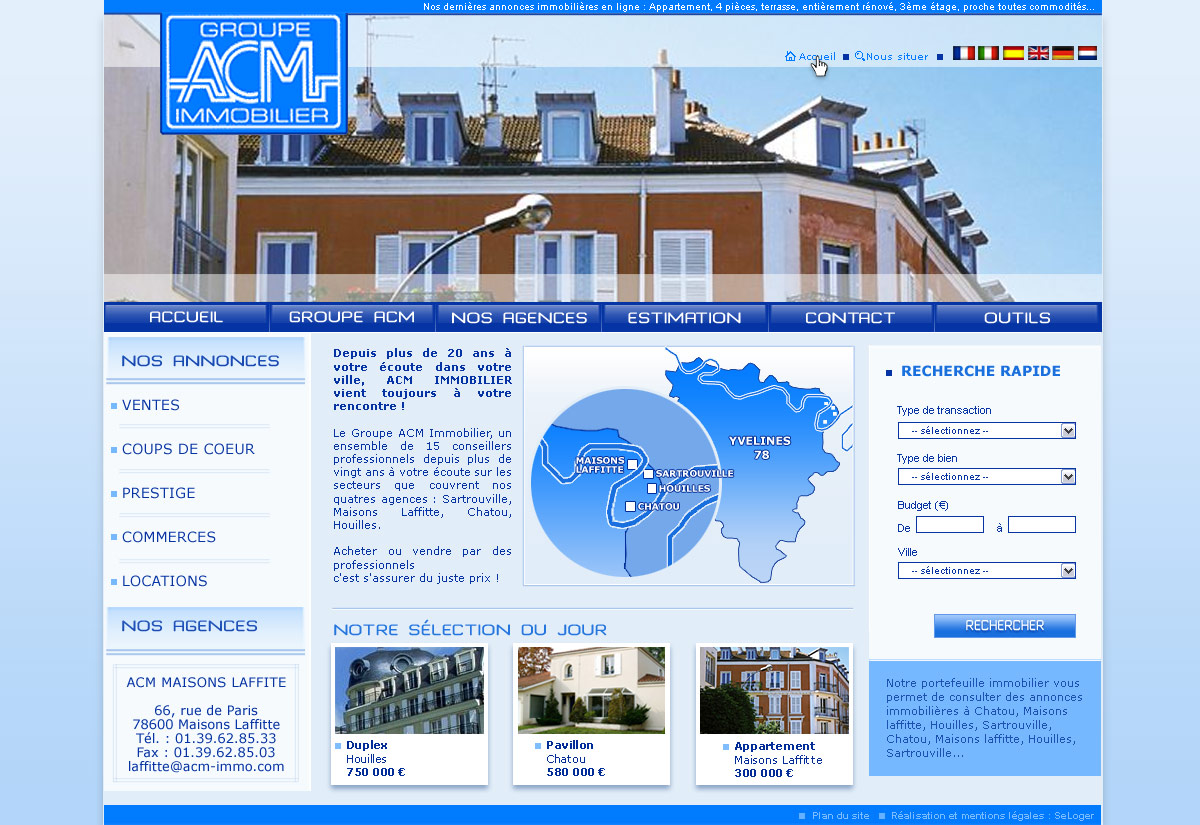 Nos dernières annonces immobilières en ligne : Appartement, 4 pièces, terrasse, entièrement rénové, 3ème étage, proche toutes commodités...
GROUPE
ACM
IMMOBILIER
Accueil Nous situer
ACCUEIL GROUPE ACM NOS AGENCES ESTIMATION CONTACT OUTILS
NOS ANNONCES
VENTES
COUPS DE COEUR
PRESTIGE
COMMERCES
LOCATIONS
NOS AGENCES
ACM MAISONS LAFFITE
66, rue de Paris
78600 Maisons Laffitte
Tél. : 01.39.62.85.33
Fax : 01.39.62.85.03
laffitte@acm-immo.com
Depuis plus de 20 ans à
votre écoute dans votre
ville, ACM IMMOBILIER
vient toujours à votre
rencontre !
Le Groupe ACM Immobilier, un
ensemble de 15 conseillers
professionnels depuis plus de
vingt ans à votre écoute sur les
secteurs que couvrent nos
quatres agences : Sartrouville,
Maisons Laffitte, Chatou,
Houilles.
Acheter ou vendre par des
professionnels
c'est s'assurer du juste prix !
YVELINES
78
MAISONS
LAFFITTE
SARTROUVILLE
HOUILLES
CHATOU
NOTRE SÉLECTION DU JOUR
Duplex
Houilles
750 000 €
Pavillon
Chatou
580 000 €
Appartement
Maisons Laffitte
300 000 €
RECHERCHE RAPIDE
Type de transaction
-- sélectionnez --
Type de bien
-- sélectionnez --
Budget (€)
De à
Ville
-- sélectionnez --
RECHERCHER
Notre portefeuille immobilier vous
permet de consulter des annonces
immobilières à Chatou, Maisons
laffitte, Houilles, Sartrouville,
Chatou, Maisons laffitte, Houilles,
Sartrouville...
Plan du site Réalisation et mentions légales : SeLoger